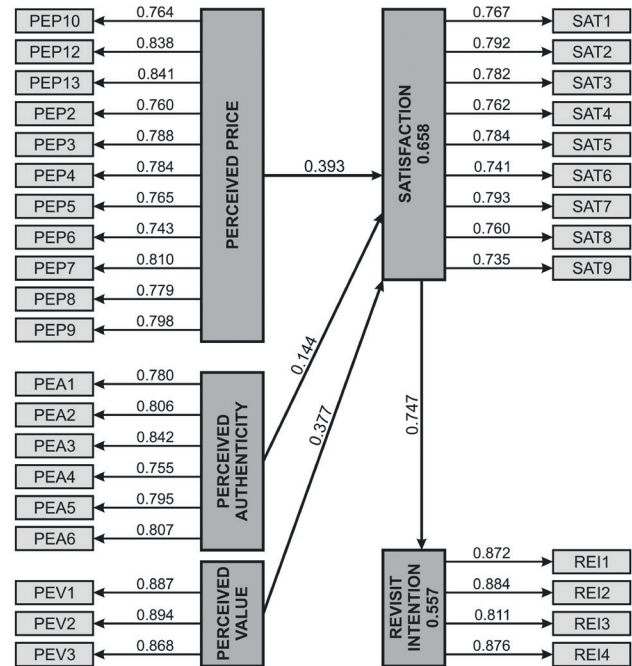 PEP10
PEP12
PEP13
PEP2
PEP3
PEP4
PEP5
PEP6
PEP7
PEP8
PEP9
0.764
0.838
0.841
0.760
0.788
0.784
0.765
0.743
0.810
0.779
0.798
PERCEIVED PRICE
0.393
SATISFACTION
0.658
0.767
0.792
0.782
0.762
0.784
0.741
0.793
0.760
0.735
SAT1
SAT2
SAT3
SAT4
SAT5
SAT6
SAT7
SAT8
SAT9
PEA1
PEA2
PEA3
PEA4
PEA5
PEA6
0.780
0.806
0.842
0.755
0.795
0.807
PERCEIVED
AUTHENTICITY
0.144
0.377
0.747
PEV1
PEV2
PEV3
0.887
0.894
0.868
PERCEIVED
VALUE
REVISIT
INTENTION
0.557
0.872
0.884
0.811
0.876
REI1
REI2
REI3
REI4